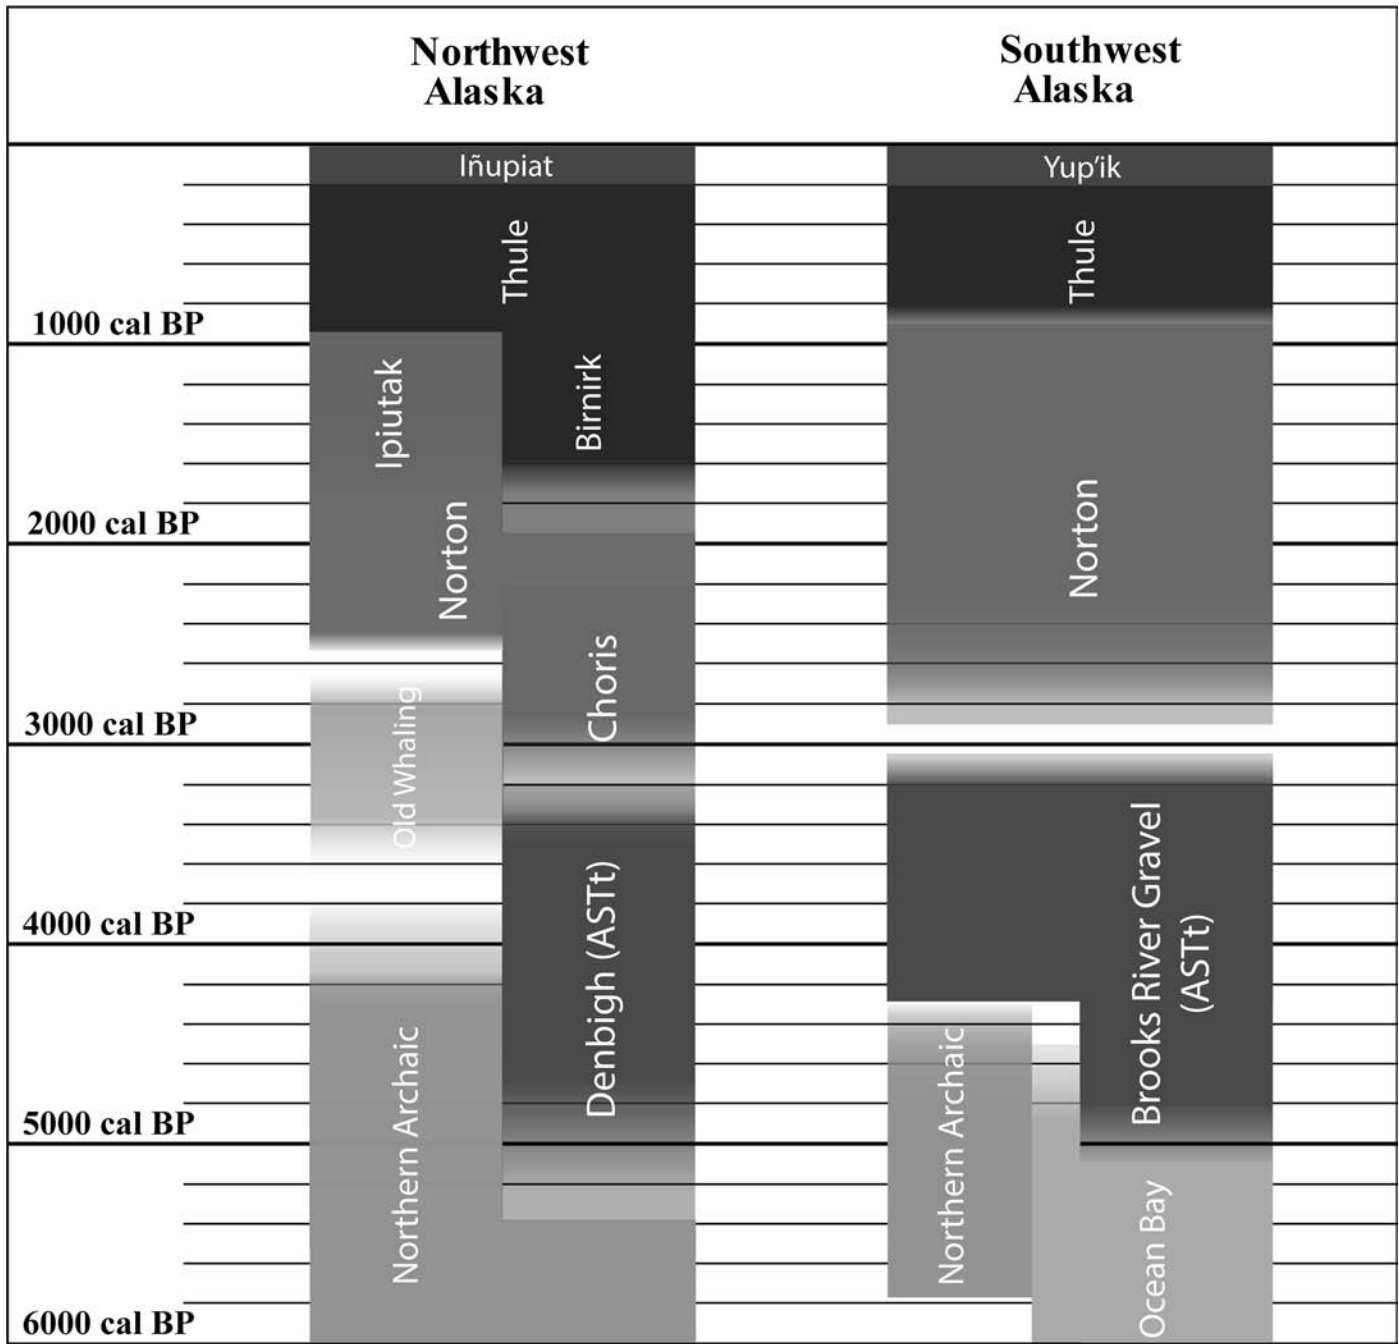 Northwest
Alaska
Southwest
Alaska
Iñupiat
Yup'ik
Thule
Thule
1000 cal BP
Ipiutak
Birnirk
2000 cal BP
Norton
Norton
Choris
3000 cal BP
Old Whaling
4000 cal BP
Denbigh (ASTt)
Brooks River Gravel
(ASTt)
Northern Archaic
Northern Archaic
5000 cal BP
Ocean Bay
6000 cal BP